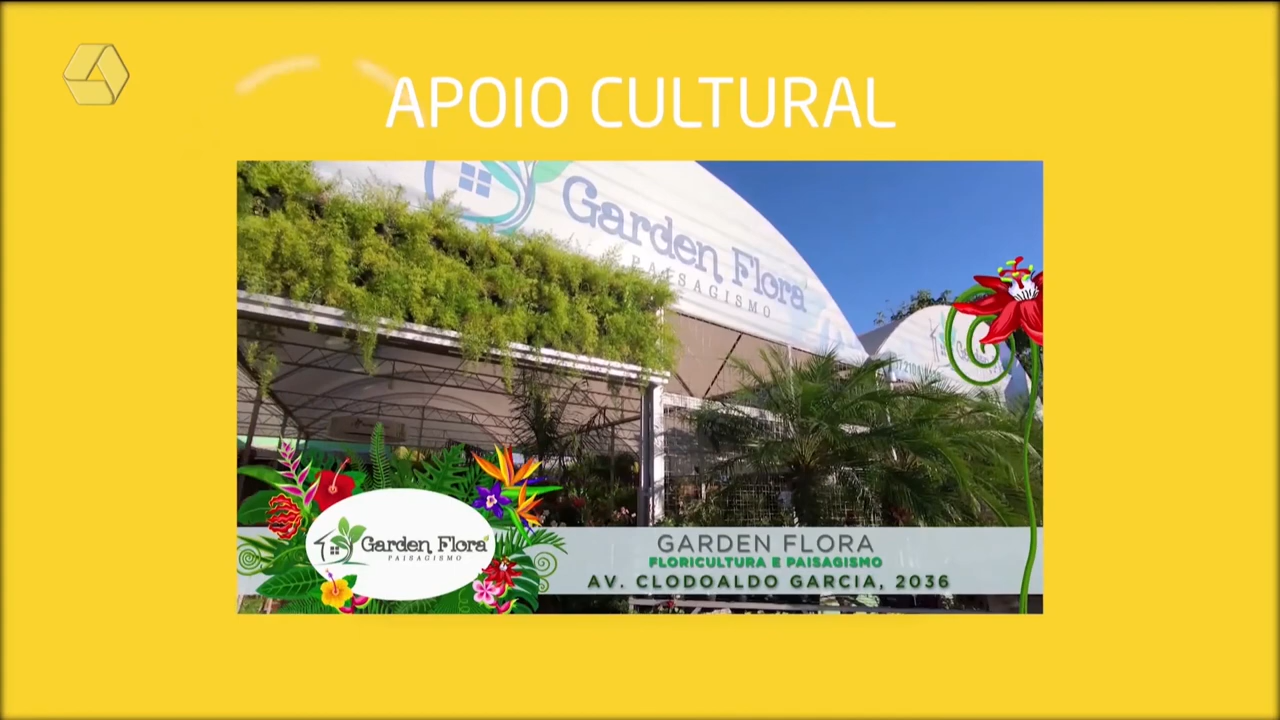 APOIO CULTURAL
Garden Flora
PAISAGISMO
Garden Flora
PAISAGISMO
GARDEN FLORA
FLORICULTURA E PAISAGISMO
AV. CLODOALDO GARCIA, 2036